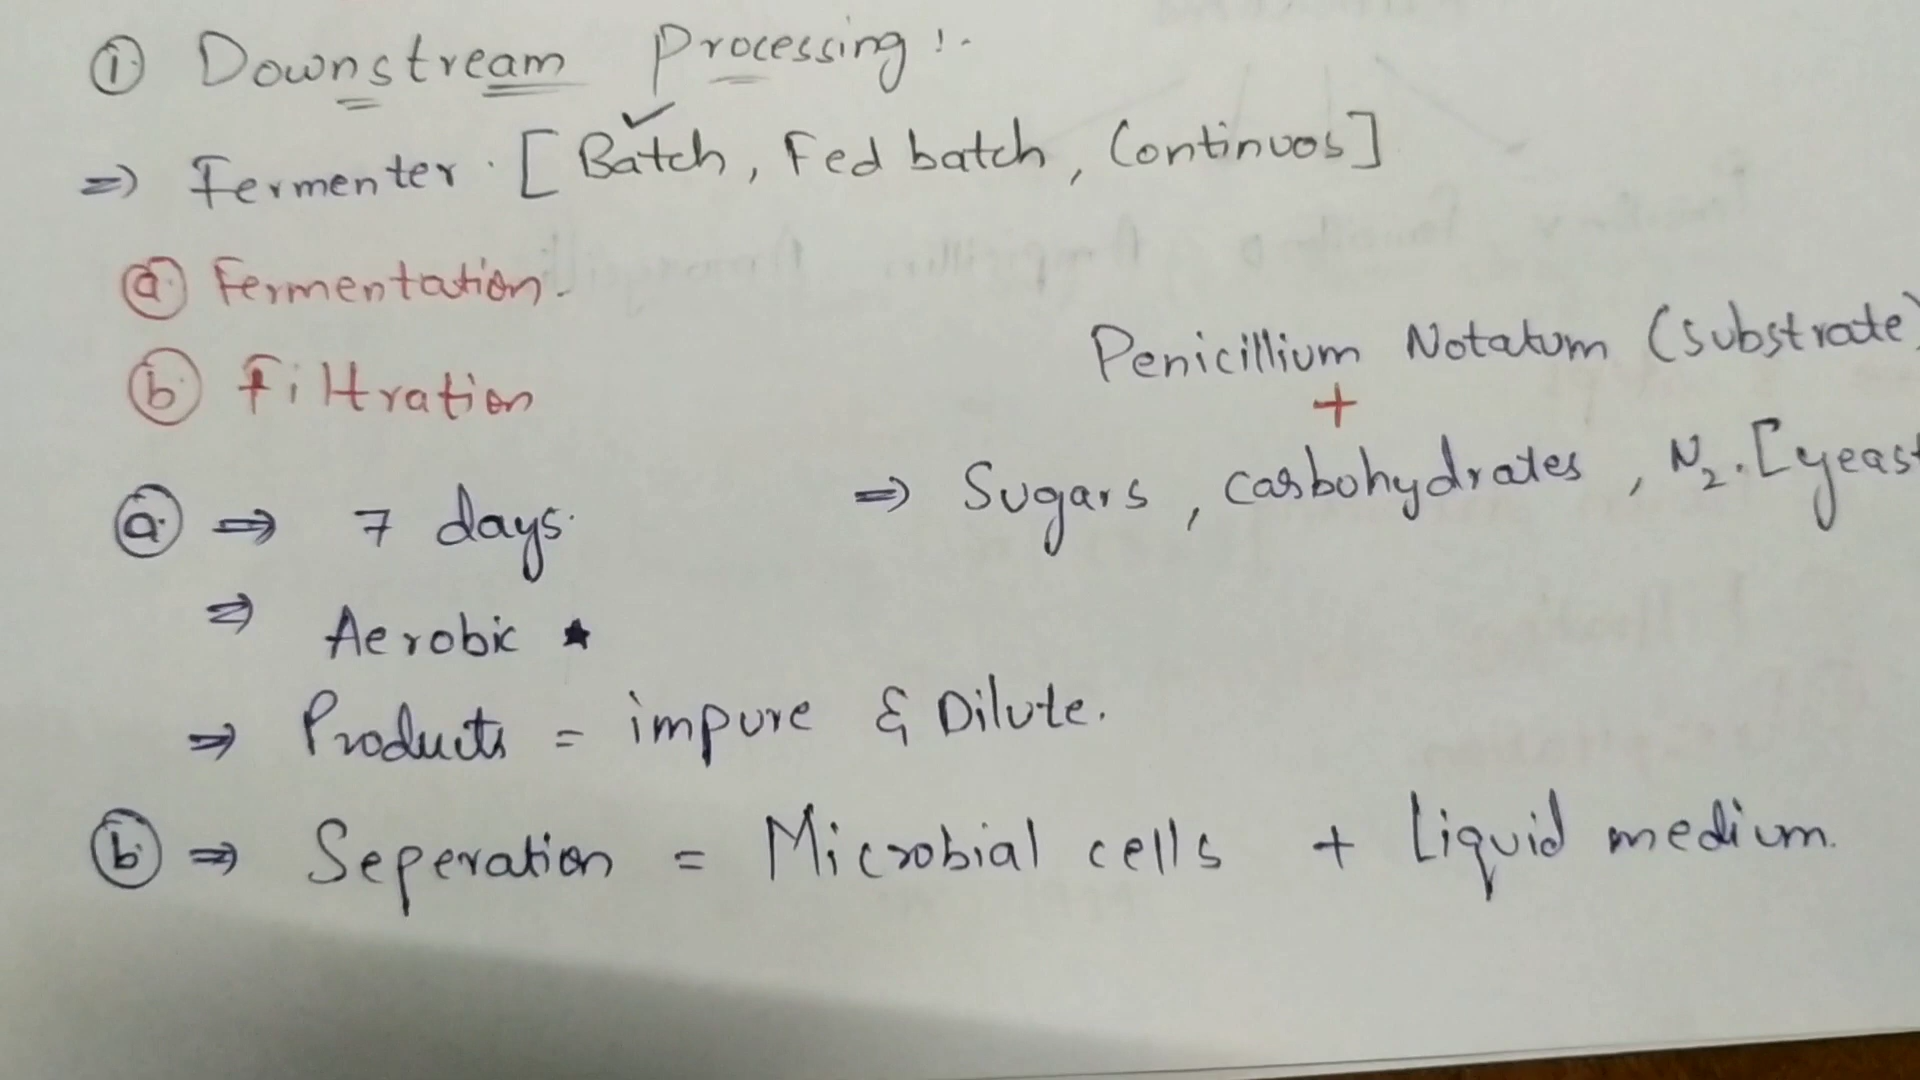 ① Downstream Processing :-
⇒ Fermenter. [Batch, Fed batch, Continuos]
ⓐ Fermentation.
Penicillium Notatum (Substrate)
ⓑ Filtration
+
⇒ Sugars, carbohydrates, N₂. [yeast
ⓐ ⇒ 7 days.
⇒ Aerobic ★
⇒ Products = impure & Dilute.
ⓑ ⇒ Seperation = Microbial cells + Liquid medium.